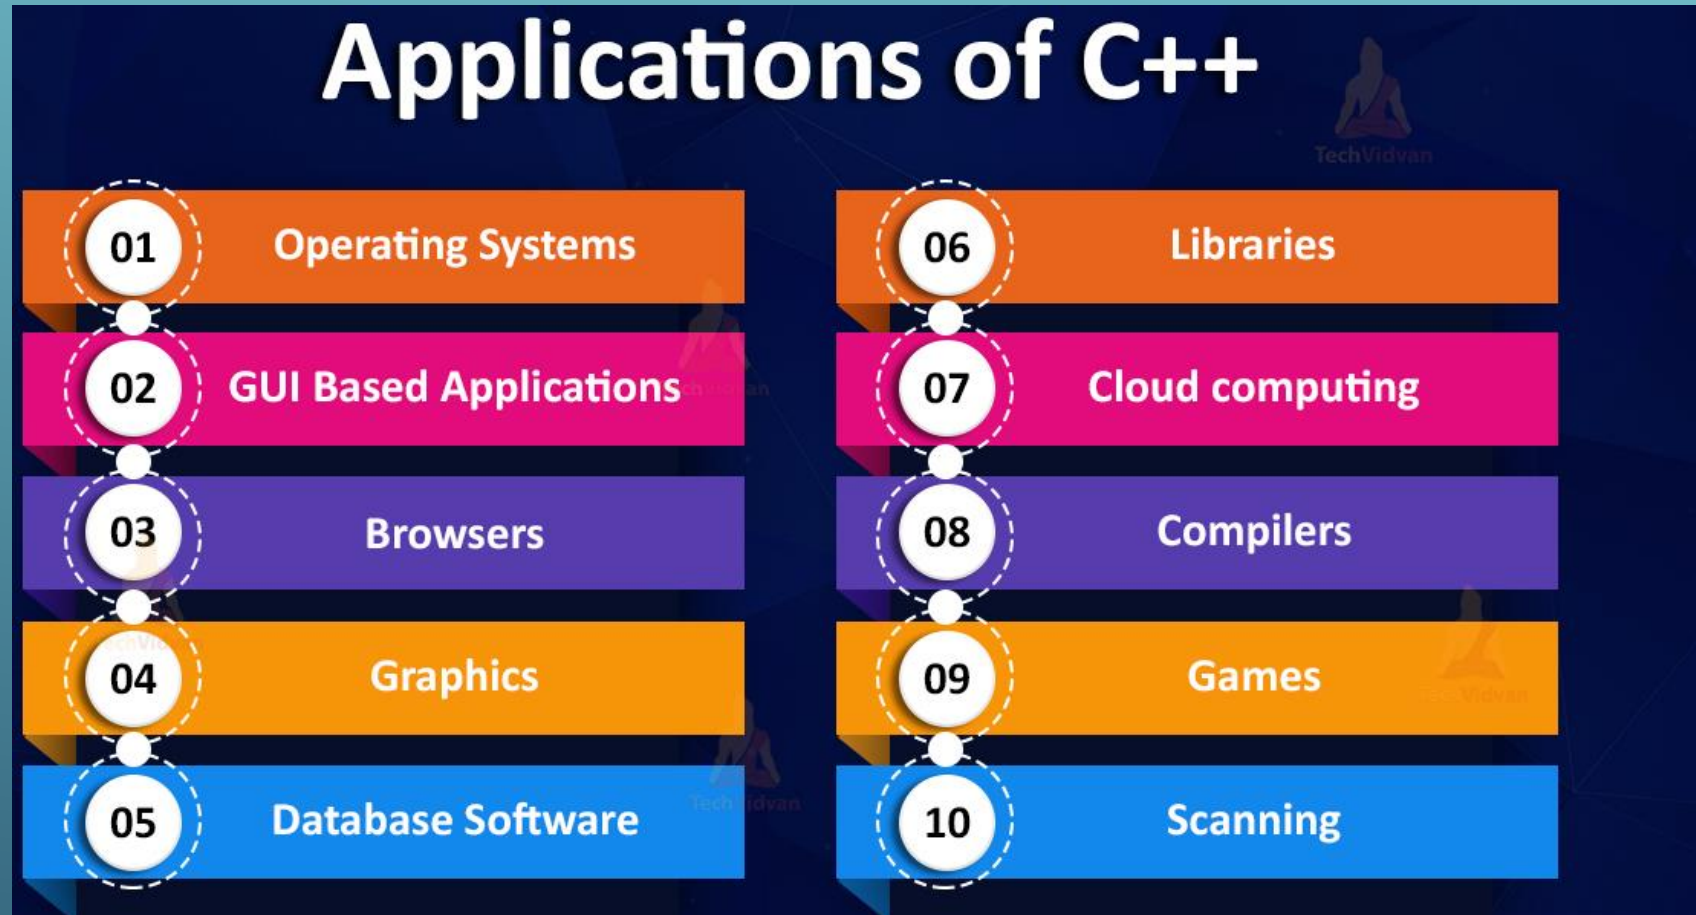 Applications of C++
TechVidvan
01
Operating Systems
02
GUI Based Applications
03
Browsers
04
Graphics
05
Database Software
06
Libraries
07
Cloud computing
08
Compilers
09
Games
10
Scanning
TechVidvan